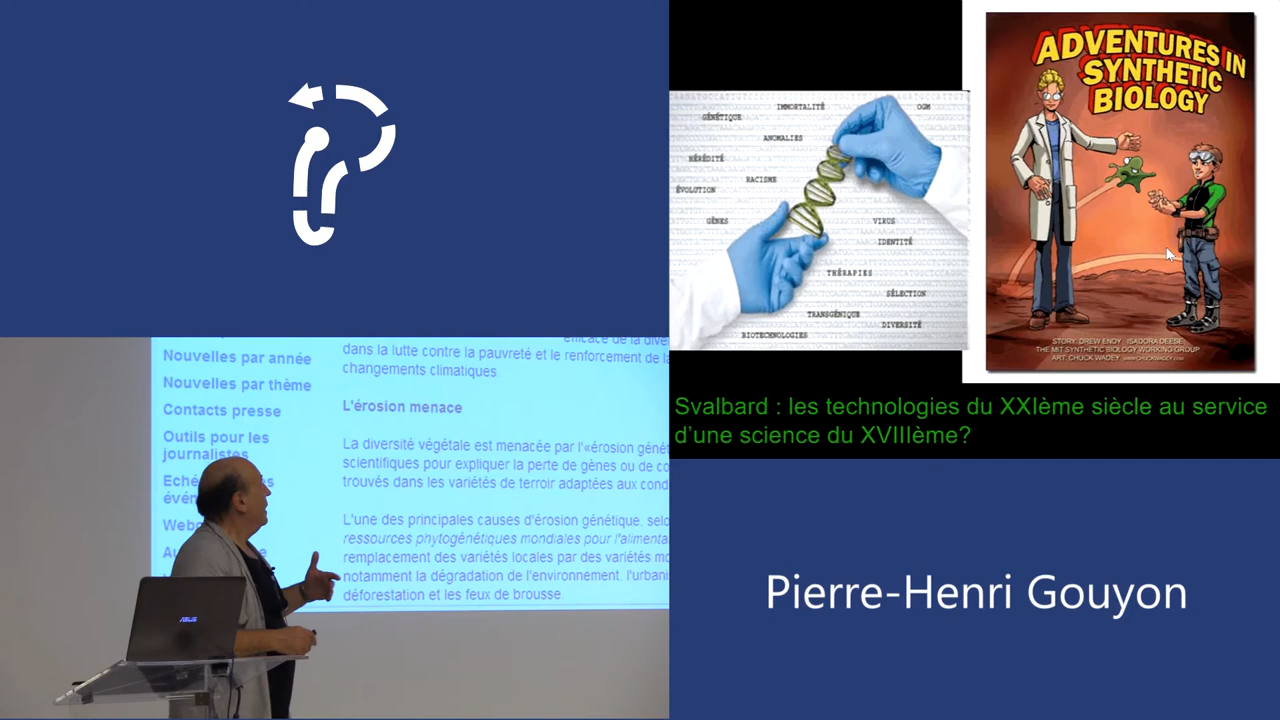 ADVENTURES IN
SYNTHETIC
BIOLOGY
IMMORTALITÉ
OGM
GÉNÉTIQUE
ANOMALIES
HÉRÉDITÉ
RACISME
ÉVOLUTION
GÈNES
VIRUS
IDENTITÉ
THÉRAPIES
SÉLECTION
TRANSGÉNIQUE
DIVERSITÉ
BIOTECHNOLOGIES
STORY: DREW ENDY ISADORA DEESE
THE MIT SYNTHETIC BIOLOGY WORKING GROUP
ART: CHUCK WADEY WWW.CHUCKWADEY.COM
Svalbard : les technologies du XXIème siècle au service
d’une science du XVIIIème?
Pierre-Henri Gouyon
Nouvelles par année
Nouvelles par thème
Contacts presse
Outils pour les
journalistes
efficace de la
dans la lutte contre la pauvreté et le renforcement de
changements climatiques
L'érosion menace
La diversité végétale est menacée par l'«érosion
scientifiques pour expliquer la perte de gènes ou de
trouvés dans les variétés de terroir adaptées aux
L'une des principales causes d'érosion génétique,
ressources phytogénétiques mondiales pour
remplacement des variétés locales par des variétés
notamment la dégradation de l'environnement,
déforestation et les feux de brousse.
ASUS